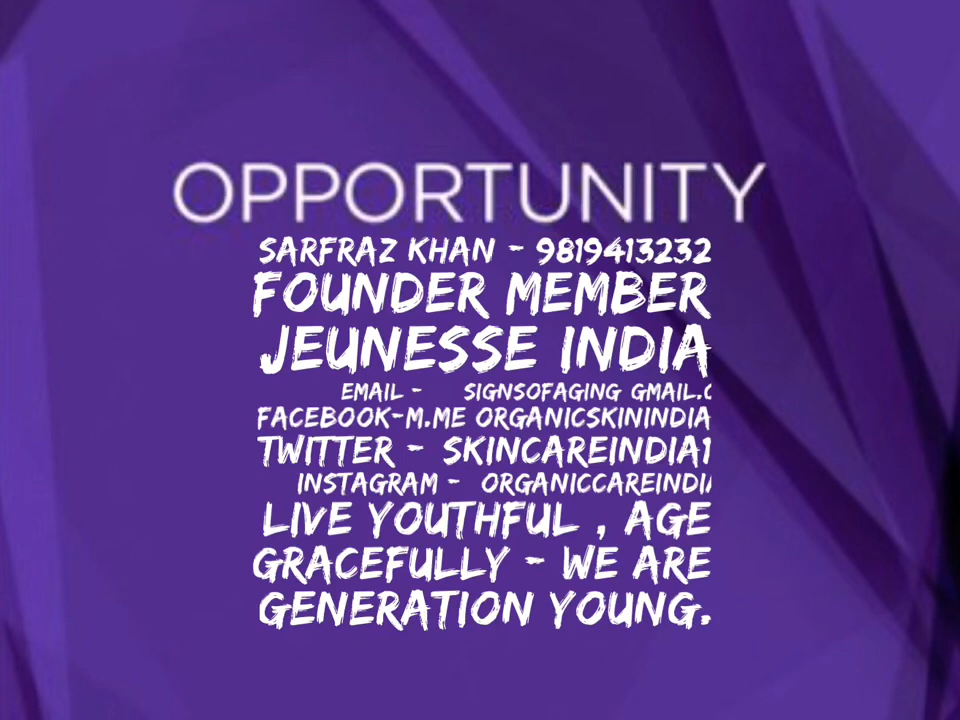 OPPORTUNITY
SARFRAZ KHAN - 9819413232
FOUNDER MEMBER
JEUNESSE INDIA
EMAIL - SIGNSOFAGING GMAIL.C
FACEBOOK-M.ME ORGANICSKININDIA
TWITTER - SKINCAREINDIA1
INSTAGRAM - ORGANICCAREINDIA
LIVE YOUTHFUL , AGE
GRACEFULLY - WE ARE
GENERATION YOUNG.